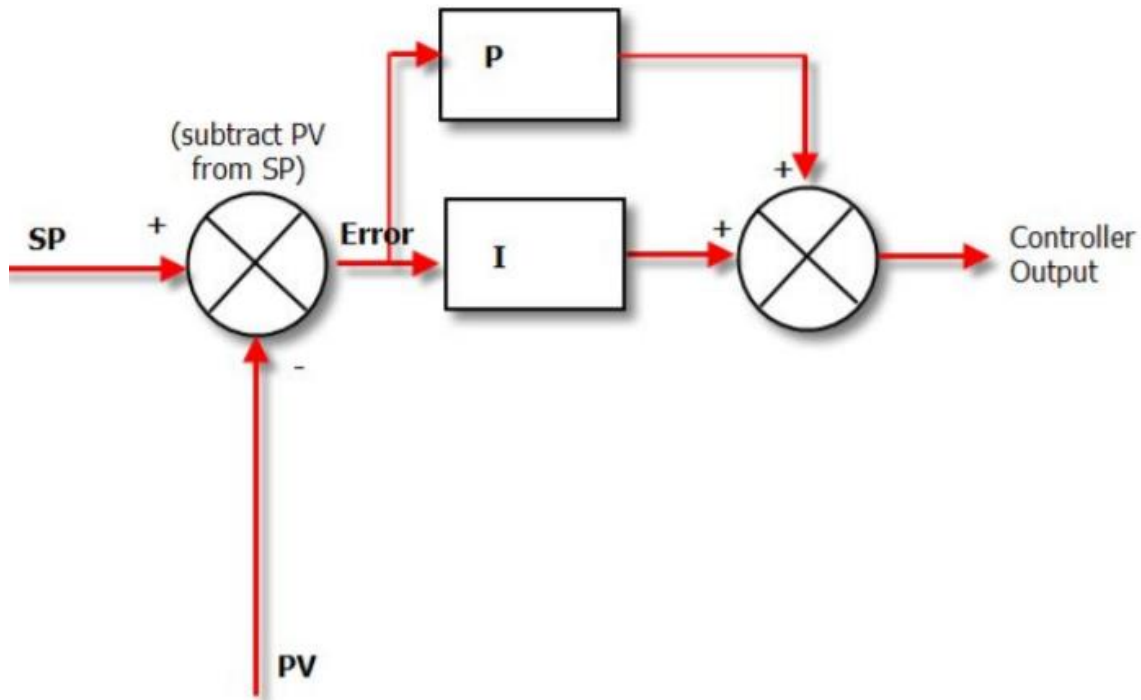 P
(subtract PV
from SP)
+
+
SP
Error
I
+
Controller
Output
-
PV